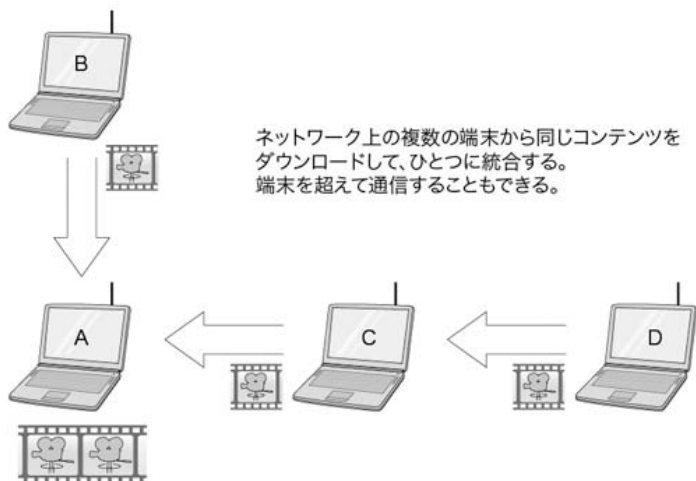 B
ネットワーク上の複数の端末から同じコンテンツを
ダウンロードして、ひとつに統合する。
端末を超えて通信することもできる。
A
C
D